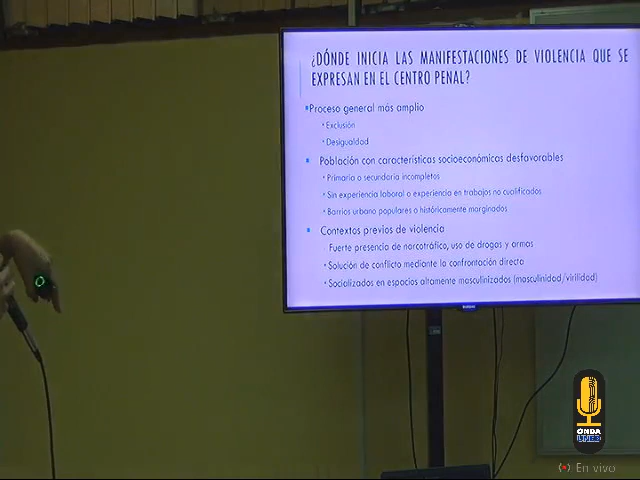 ¿DÓNDE INICIA LAS MANIFESTACIONES DE VIOLENCIA QUE SE
EXPRESAN EN EL CENTRO PENAL?
Proceso general más amplio
Exclusión
Desigualdad
Población con características socioeconómicas desfavorables
Primaria o secundaria incompletos
Sin experiencia laboral o experiencia en trabajos no cualificados
Barrios urbano populares o históricamente marginados
Contextos previos de violencia
Fuerte presencia de narcotráfico, uso de drogas y armas
Solución de conflicto mediante la confrontación directa
Socializados en espacios altamente masculinizados (masculinidad/virilidad)
ONDA
UNED
En vivo